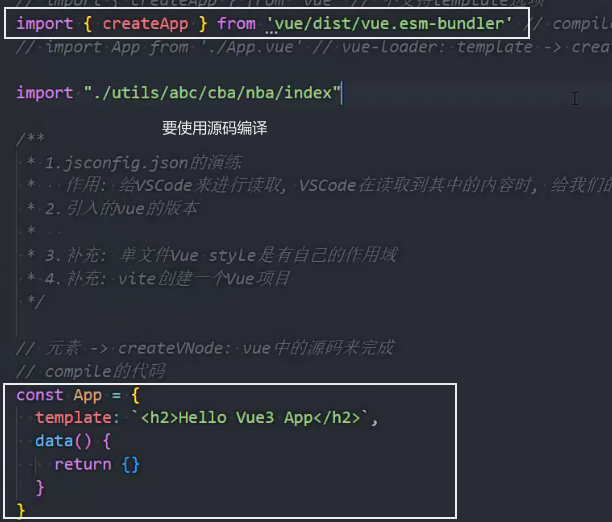 // import { createApp } from 'vue' // 不支持template选项
import { createApp } from 'vue/dist/vue.esm-bundler' // compile
// import App from './App.vue' // vue-loader: template -> crea
import "./utils/abc/cba/nba/index"
要使用源码编译
/**
 * 1.jsconfig.json的演练
 *   作用: 给VSCode来进行读取, VSCode在读取到其中的内容时, 给我们的
 * 2.引入的vue的版本
 *
 * 3.补充: 单文件Vue style是有自己的作用域
 * 4.补充: vite创建一个Vue项目
 */
// 元素 -> createVNode: vue中的源码来完成
// compile的代码
const App = {
  template: `<h2>Hello Vue3 App</h2>`,
  data() {
    return {}
  }
}